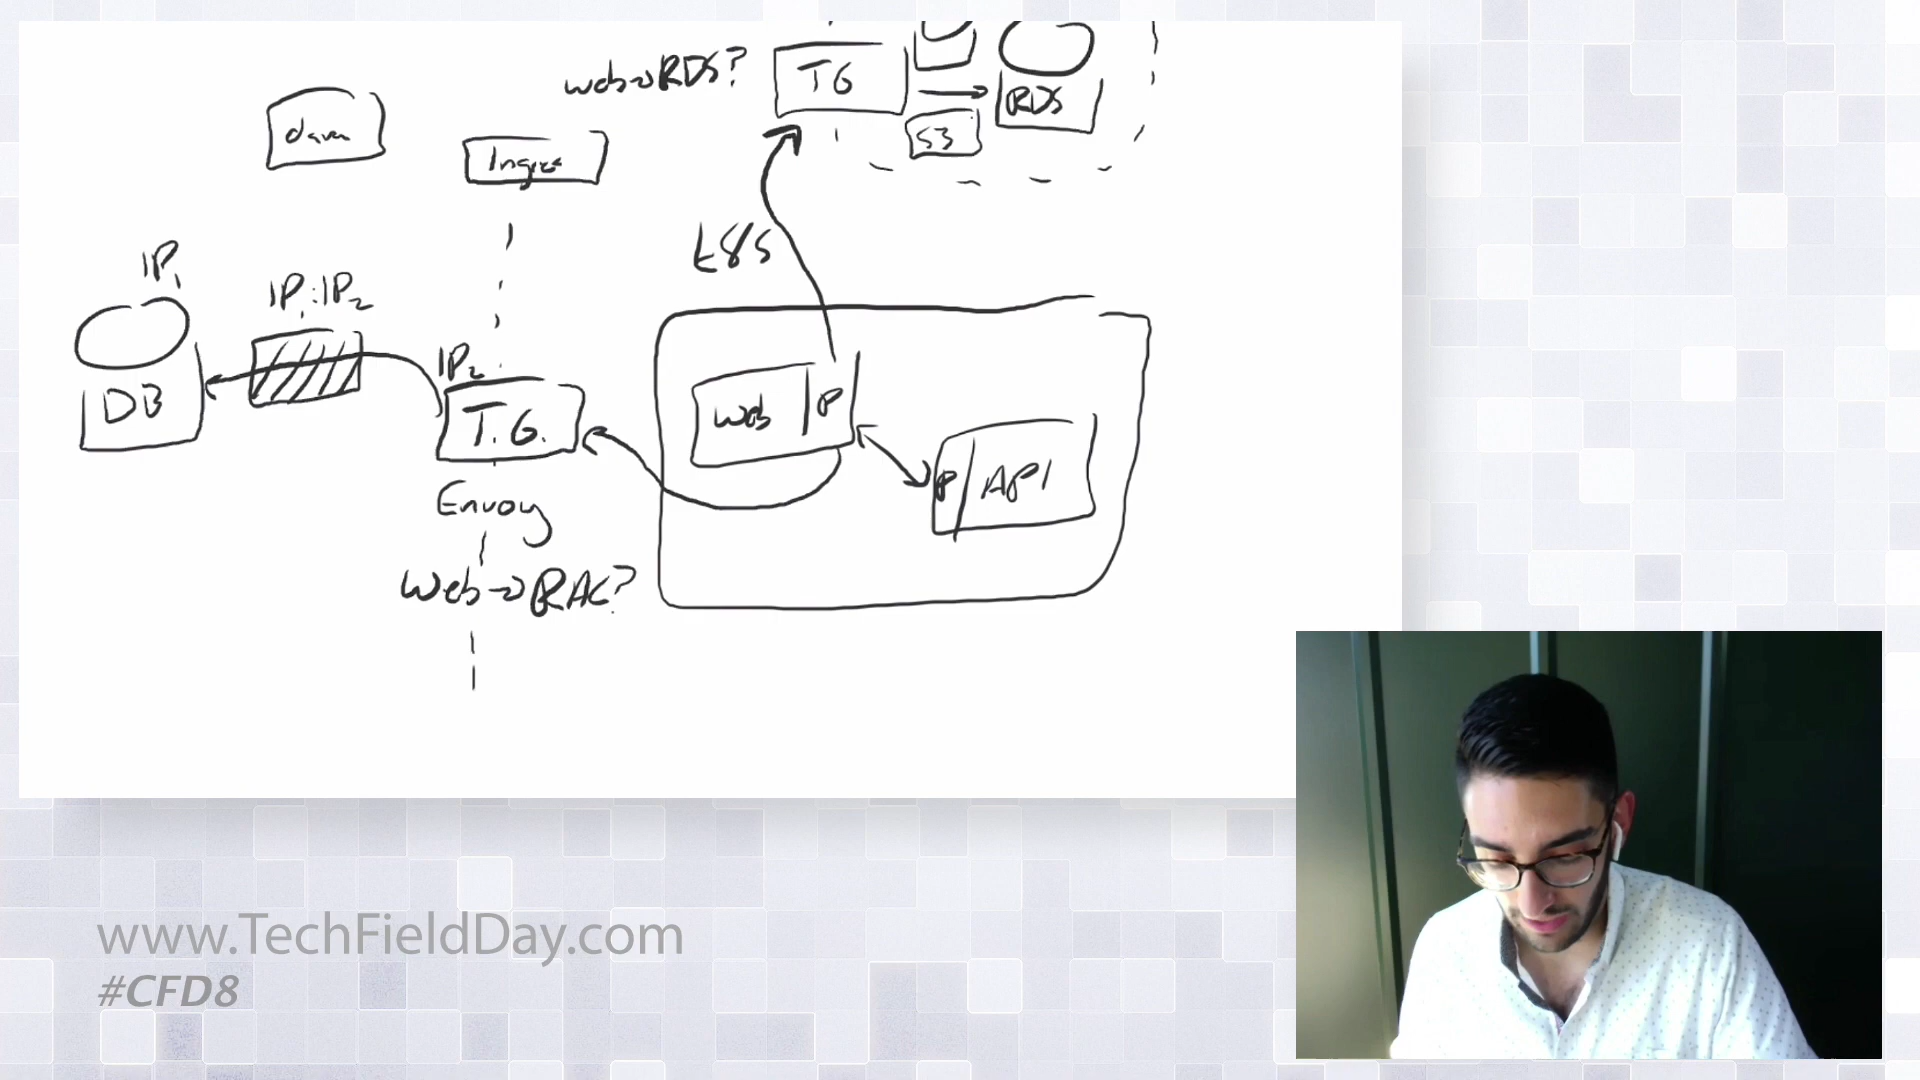 web→RDS?
TG
RDS
S3
Ingress
K8S
IP1
IP1:IP2
IP2
DB
T.G.
Web
P
P
API
Envoy
Web→RAC?
www.TechFieldDay.com
#CFD8